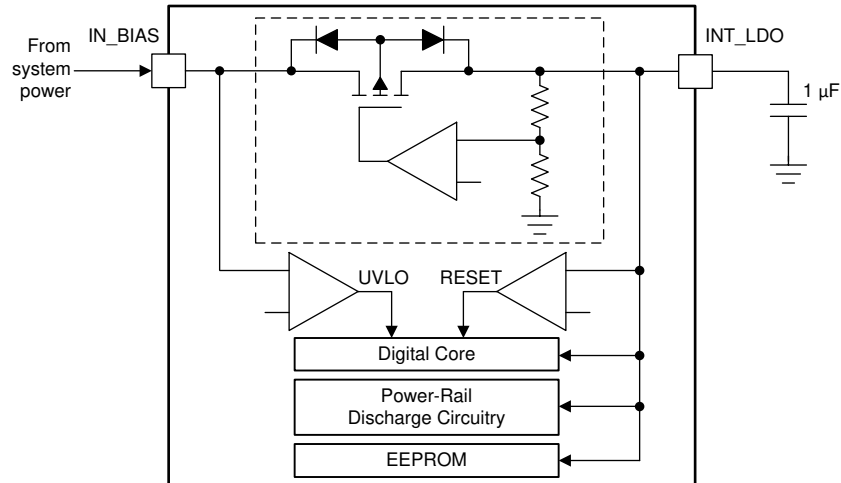 From
system
power
IN_BIAS
INT_LDO
1 µF
UVLO
RESET
Digital Core
Power-Rail
Discharge Circuitry
EEPROM